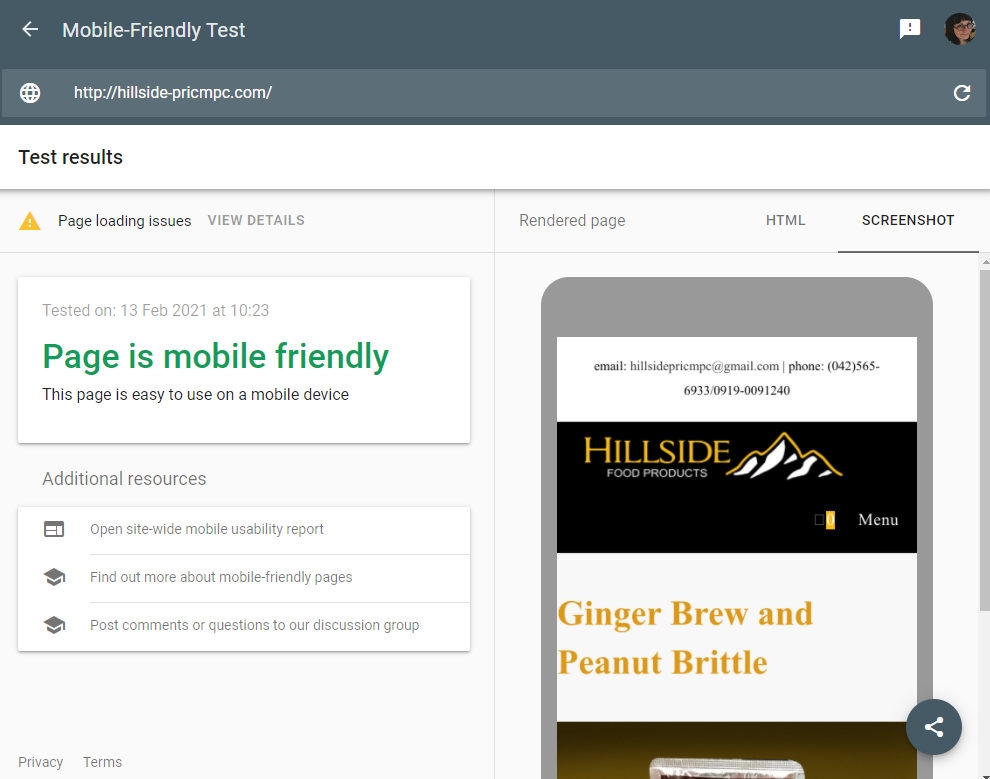 Mobile-Friendly Test
http://hillside-pricmpc.com/
Test results
Page loading issues VIEW DETAILS
Tested on: 13 Feb 2021 at 10:23
Page is mobile friendly
This page is easy to use on a mobile device
Additional resources
Open site-wide mobile usability report
Find out more about mobile-friendly pages
Post comments or questions to our discussion group
Privacy Terms
Rendered page HTML SCREENSHOT
email: hillsidepricmpc@gmail.com | phone: (042)565-
6933/0919-0091240
HILLSIDE
FOOD PRODUCTS
0 Menu
Ginger Brew and
Peanut Brittle